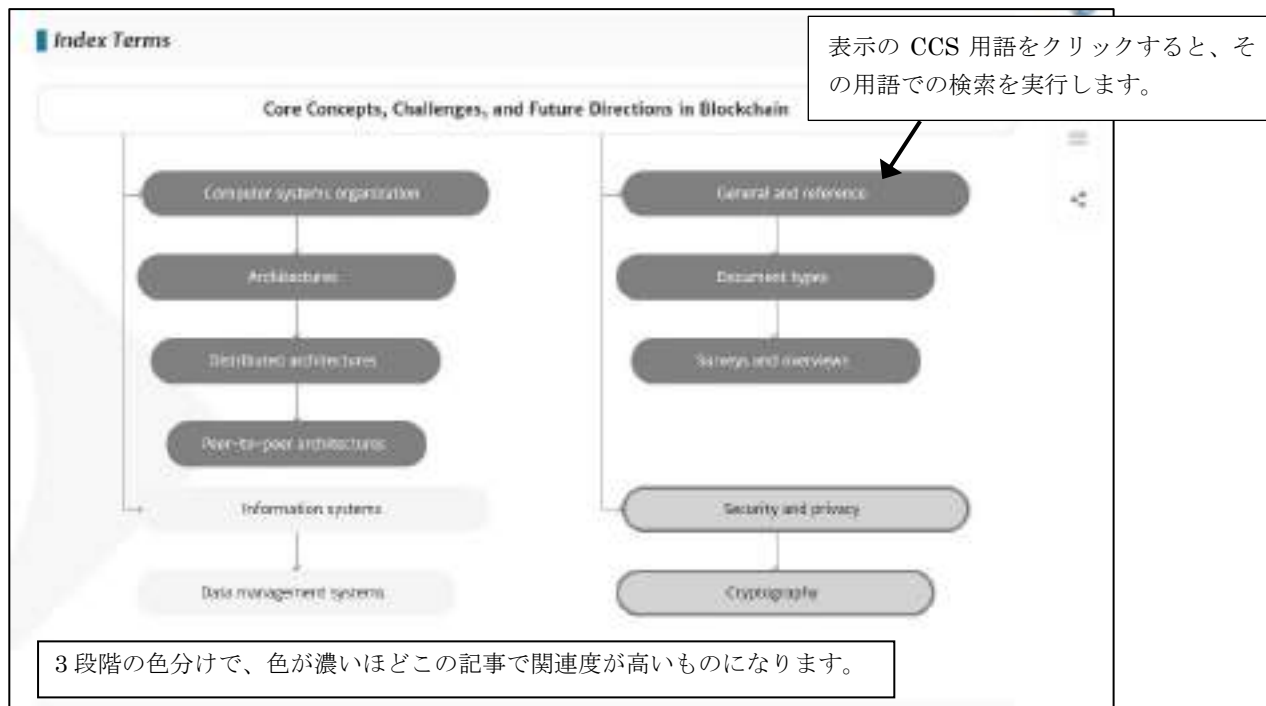 Index Terms
表示の CCS 用語をクリックすると、そ
の用語での検索を実行します。
Core Concepts, Challenges, and Future Directions in Blockchain
Computer systems organization
General and reference
Architectures
Document types
Distributed architectures
Surveys and overviews
Peer-to-peer architectures
Information systems
Security and privacy
Data management systems
Cryptography
3 段階の色分けで、色が濃いほどこの記事で関連度が高いものになります。